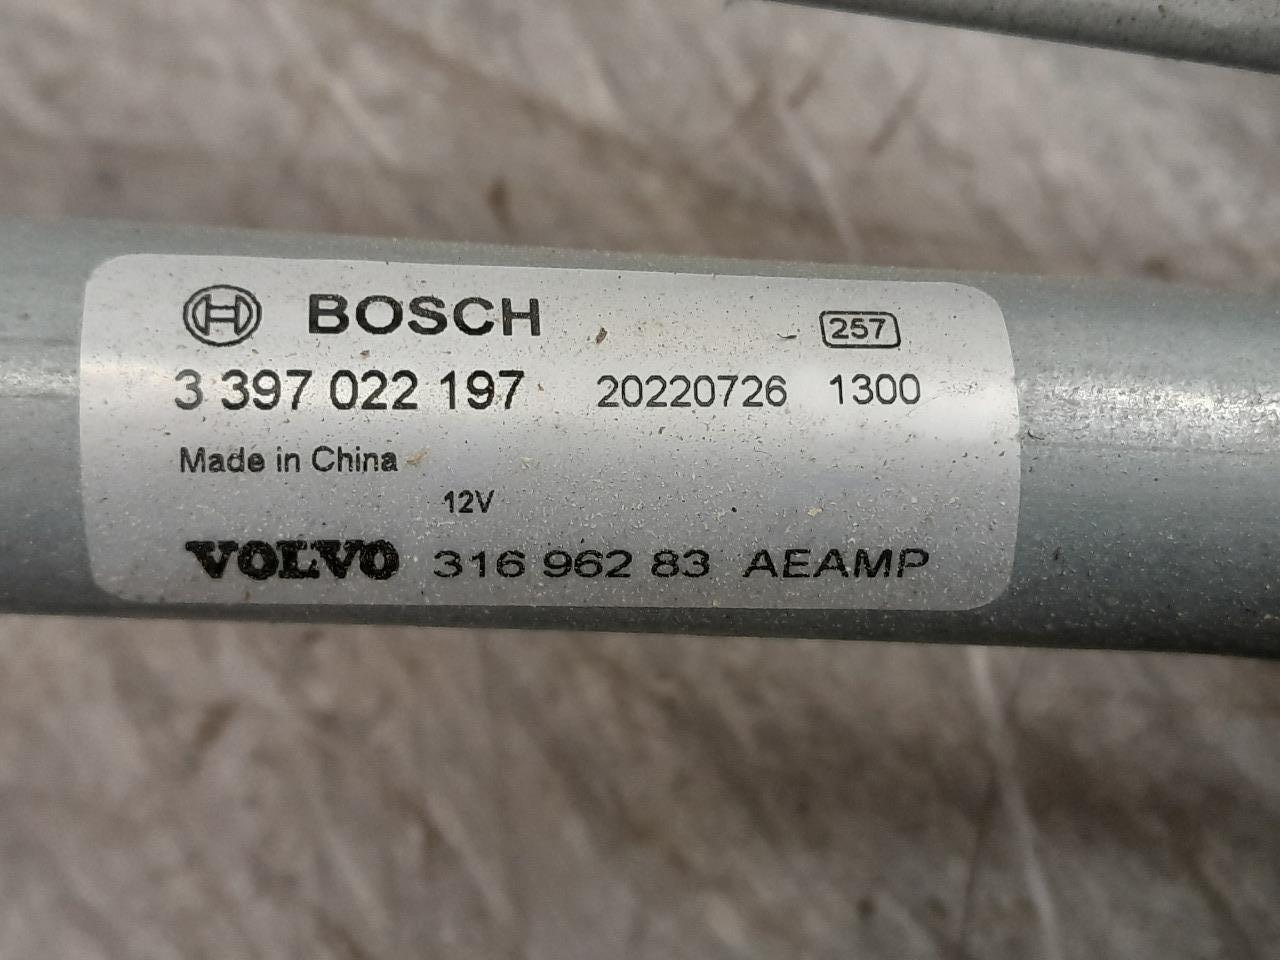 BOSCH 257
3 397 022 197 20220726 1300
Made in China
12V
VOLVO 316 962 83 AEAMP